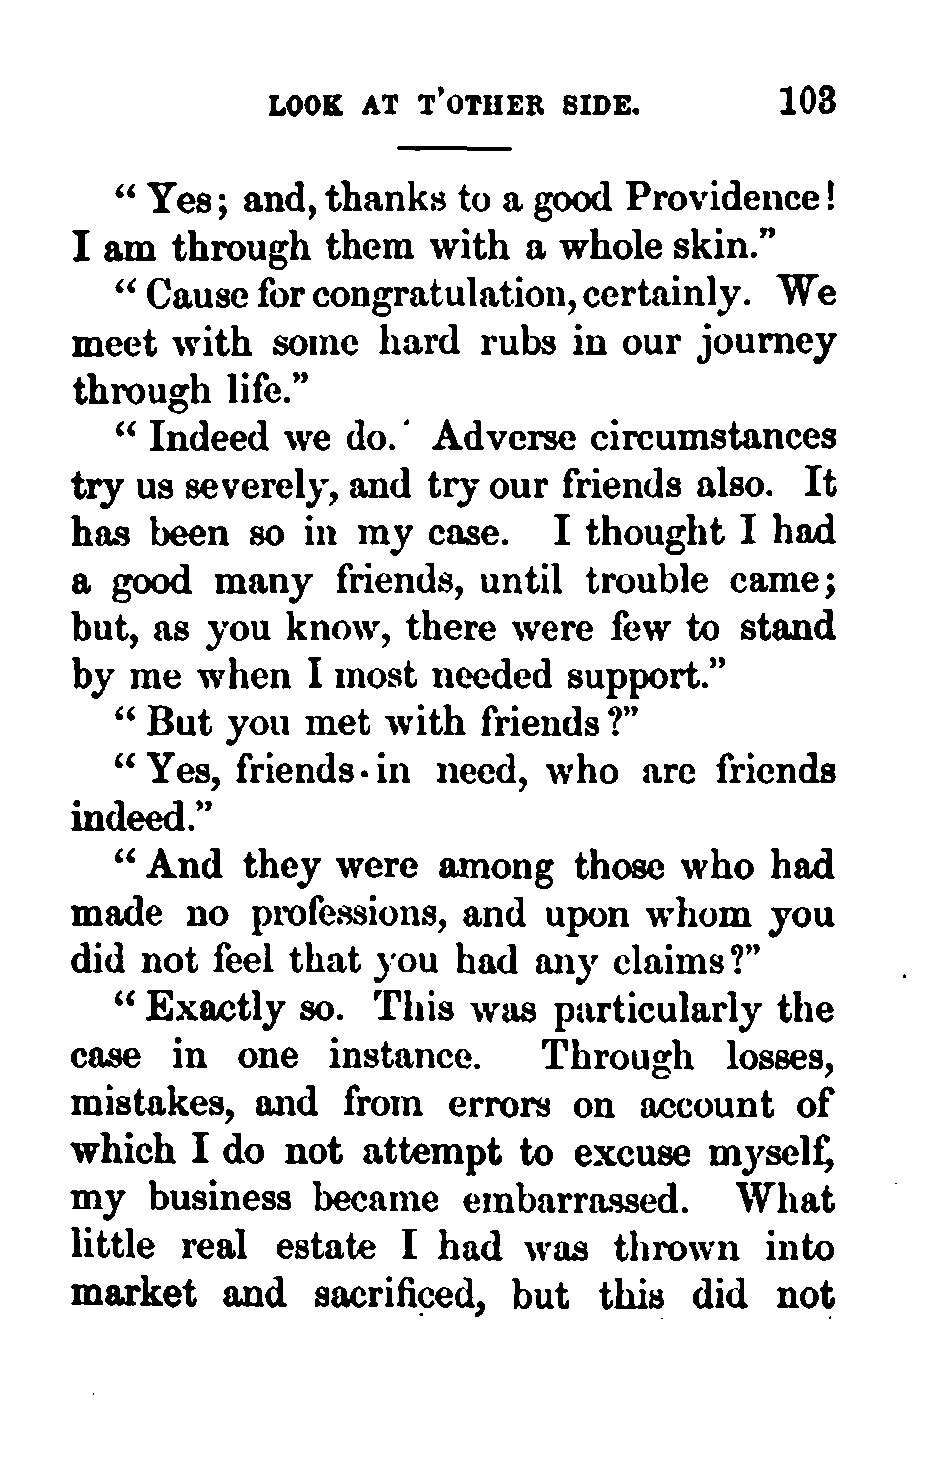 LOOK AT T'OTHER SIDE. 103
" Yes; and, thanks to a good Providence!
I am through them with a whole skin."
" Cause for congratulation, certainly. We
meet with some hard rubs in our journey
through life."
" Indeed we do. Adverse circumstances
try us severely, and try our friends also. It
has been so in my case. I thought I had
a good many friends, until trouble came;
but, as you know, there were few to stand
by me when I most needed support."
" But you met with friends?"
" Yes, friends in need, who are friends
indeed."
" And they were among those who had
made no professions, and upon whom you
did not feel that you had any claims?"
" Exactly so. This was particularly the
case in one instance. Through losses,
mistakes, and from errors on account of
which I do not attempt to excuse myself,
my business became embarrassed. What
little real estate I had was thrown into
market and sacrificed, but this did not